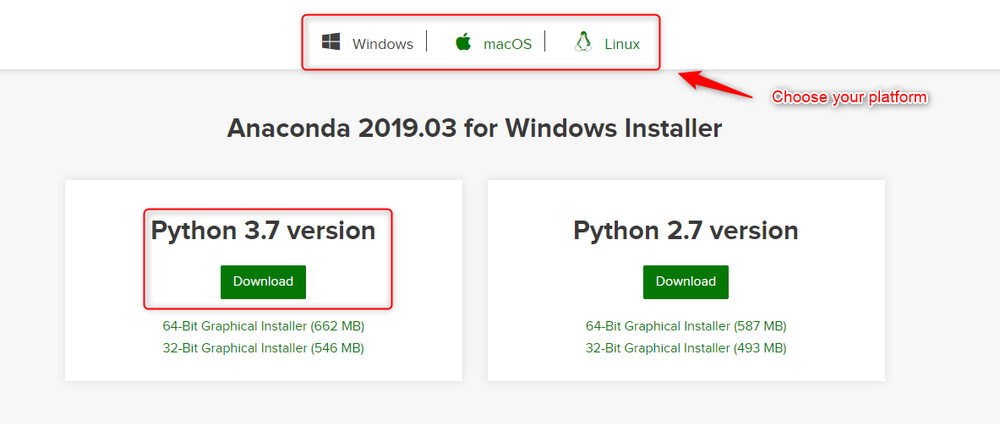 Windows macOS Linux
Choose your platform
Anaconda 2019.03 for Windows Installer
Python 3.7 version
Download
64-Bit Graphical Installer (662 MB)
32-Bit Graphical Installer (546 MB)
Python 2.7 version
Download
64-Bit Graphical Installer (587 MB)
32-Bit Graphical Installer (493 MB)